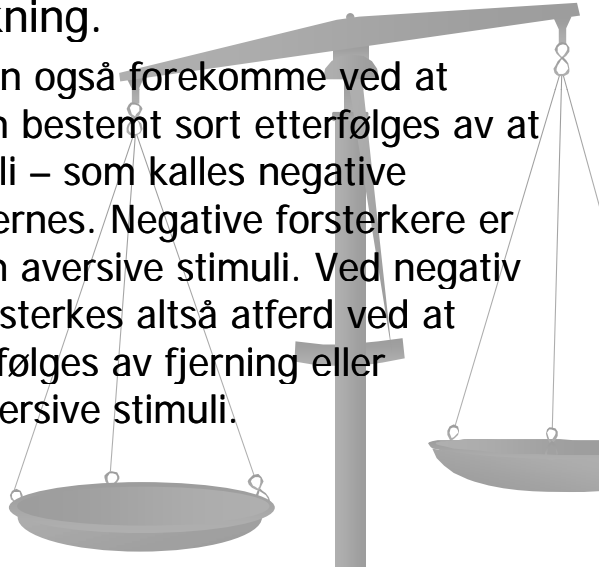 kning.
n også forekomme ved at
n bestemt sort etterfølges av at
li – som kalles negative
ernes. Negative forsterkere er
n aversive stimuli. Ved negativ
sterkes altså atferd ved at
følges av fjerning eller
ersive stimuli.